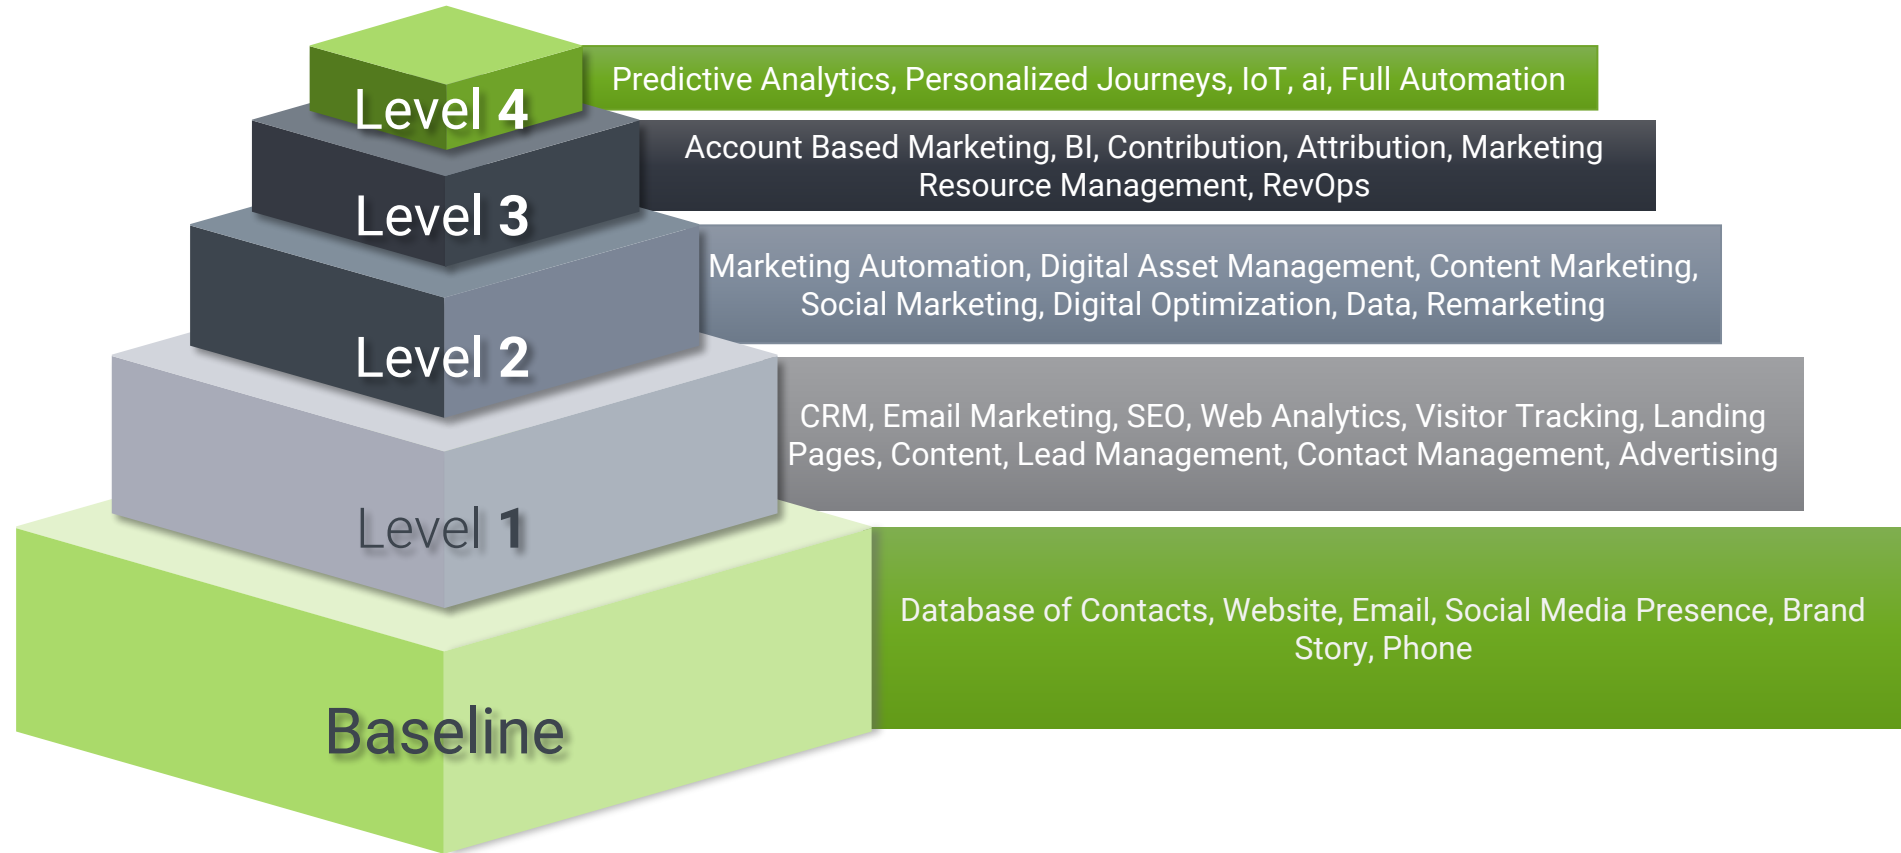 Level 4
Predictive Analytics, Personalized Journeys, IoT, ai, Full Automation
Level 3
Account Based Marketing, BI, Contribution, Attribution, Marketing
Resource Management, RevOps
Level 2
Marketing Automation, Digital Asset Management, Content Marketing,
Social Marketing, Digital Optimization, Data, Remarketing
Level 1
CRM, Email Marketing, SEO, Web Analytics, Visitor Tracking, Landing
Pages, Content, Lead Management, Contact Management, Advertising
Baseline
Database of Contacts, Website, Email, Social Media Presence, Brand
Story, Phone